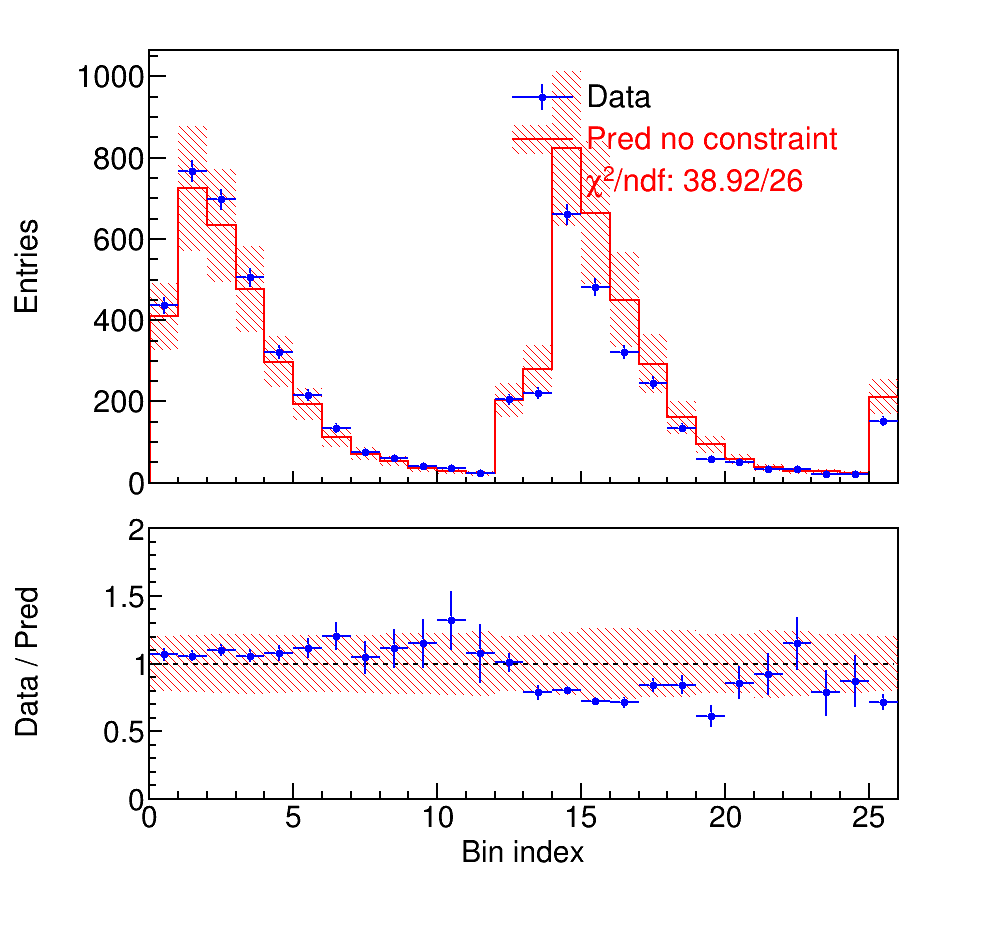 Entries
1000
800
600
400
200
0
Data
Pred no constraint
χ²/ndf: 38.92/26
Data / Pred
2
1.5
1
0.5
0
0 5 10 15 20 25
Bin index